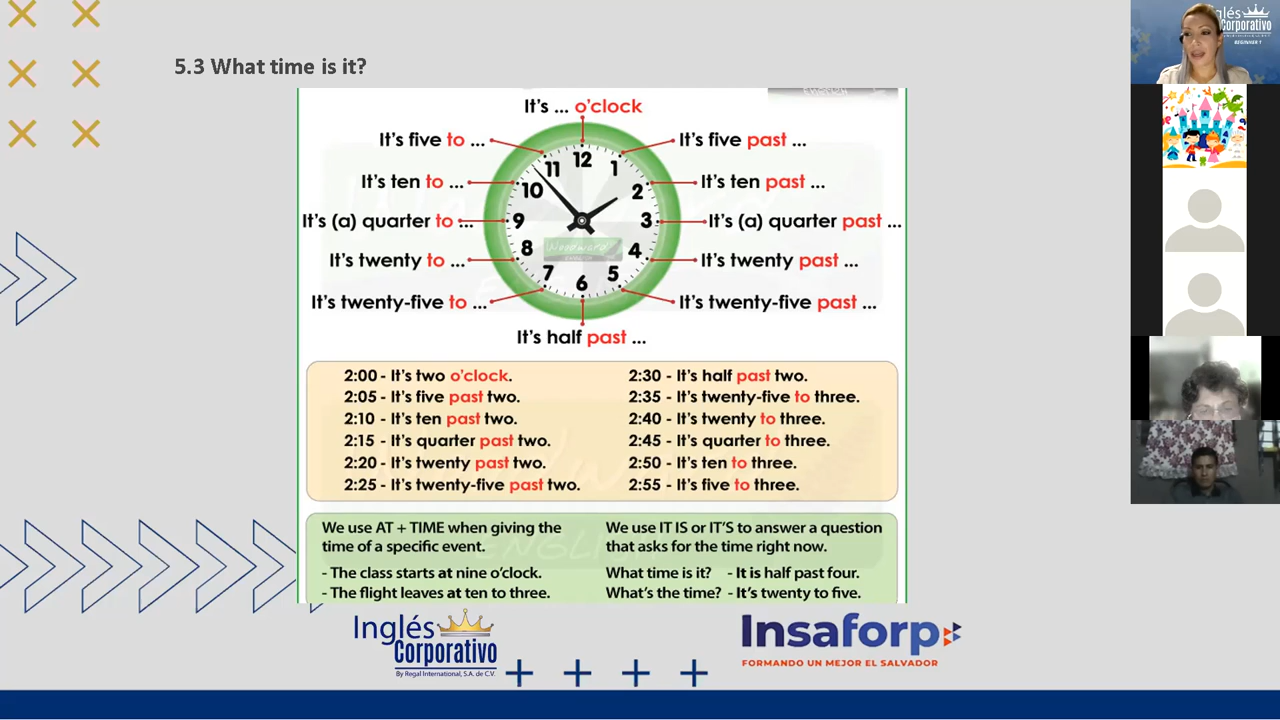 5.3 What time is it?
It's ... o'clock
It's five to ...
It's five past ...
It's ten to ...
It's ten past ...
It's (a) quarter to ...
It's (a) quarter past ...
It's twenty to ...
It's twenty past ...
It's twenty-five to ...
It's twenty-five past ...
It's half past ...
12
1
2
3
4
5
6
7
8
9
10
11
Woodward
ENGLISH
2:00 - It's two o'clock.
2:05 - It's five past two.
2:10 - It's ten past two.
2:15 - It's quarter past two.
2:20 - It's twenty past two.
2:25 - It's twenty-five past two.
2:30 - It's half past two.
2:35 - It's twenty-five to three.
2:40 - It's twenty to three.
2:45 - It's quarter to three.
2:50 - It's ten to three.
2:55 - It's five to three.
We use AT + TIME when giving the
time of a specific event.
- The class starts at nine o'clock.
- The flight leaves at ten to three.
We use IT IS or IT'S to answer a question
that asks for the time right now.
What time is it? - It is half past four.
What's the time? - It's twenty to five.
Inglés
Corporativo
By Regal International, S.A. de C.V.
Insaforp
FORMANDO UN MEJOR EL SALVADOR
glés
Corporativo
BEGINNER 1